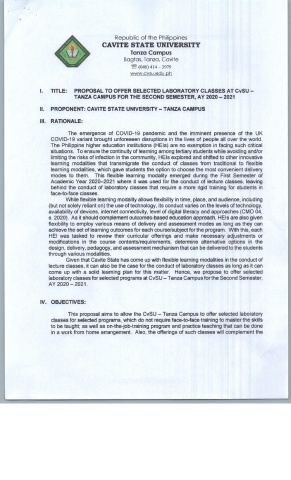 Republic of the Philippines
CAVITE STATE UNIVERSITY
Tanza Campus
Bagtas, Tanza, Cavite
☎ (046) 414 – 3979
www.cvsu.edu.ph
I. TITLE: PROPOSAL TO OFFER SELECTED LABORATORY CLASSES AT CvSU –
TANZA CAMPUS FOR THE SECOND SEMESTER, AY 2020 – 2021
II. PROPONENT: CAVITE STATE UNIVERSITY – TANZA CAMPUS
III. RATIONALE:
The emergence of COVID-19 pandemic and the imminent presence of the UK
COVID-19 variant brought unforeseen disruptions in the lives of people all over the world.
The Philippine higher education institutions (HEIs) are no exemption in facing such critical
situations. To ensure the continuity of learning among tertiary students while avoiding and/or
limiting the risk of infection in the community, HEIs explored and shifted to other innovative
learning modalities that transmigrate the conduct of classes from traditional to flexible
learning modalities, which gave students the option to choose the most convenient delivery
modes to them. This flexible learning modality emerged during the First Semester of
Academic Year 2020-2021 where it was used for the conduct of lecture classes, leaving
behind the conduct of laboratory classes that require a more rigid training for students in
face-to-face classes.
While flexible learning modality allows flexibility in time, place, and audience, including
(but not solely reliant on) the use of technology, its conduct varies on the levels of technology,
availability of devices, internet connectivity, level of digital literacy and approaches (CMO 04,
s. 2020). As it should complement outcomes-based education approach, HEIs are also given
flexibility to employ various means of delivery and assessment modes as long as they can
achieve the set of learning outcomes for each course/subject for the program. With this, each
HEI was tasked to review their curricular offerings and make necessary adjustments or
modifications in the course contents/requirements, determine alternative options in the
design, delivery, pedagogy, and assessment mechanism that can be delivered to the students
through various modalities.
Given that Cavite State has come up with flexible learning modalities in the conduct of
lecture classes, it can also be the case for the conduct of laboratory classes as long as it can
come up with a solid learning plan for this matter. Hence, we propose to offer selected
laboratory classes for selected programs at CvSU – Tanza Campus for the Second Semester,
AY 2020 – 2021.
IV. OBJECTIVES:
This proposal aims to allow the CvSU – Tanza Campus to offer selected laboratory
classes for selected programs, which do not require face-to-face training to master the skills
to be taught; as well as on-the-job-training program and practice teaching that can be done
in a work from home arrangement. Also, the offerings of such classes will complement the